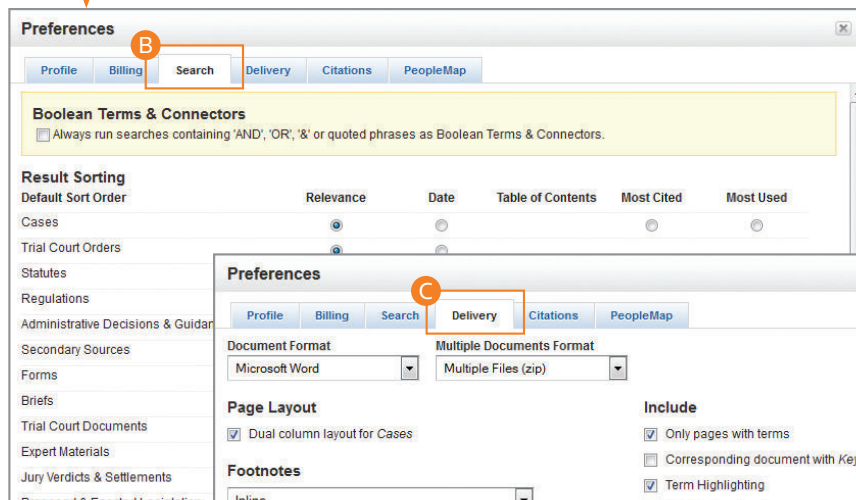 Preferences
B
Profile Billing Search Delivery Citations PeopleMap
Boolean Terms & Connectors
Always run searches containing 'AND', 'OR', '&' or quoted phrases as Boolean Terms & Connectors.
Result Sorting
Default Sort Order Relevance Date Table of Contents Most Cited Most Used
Cases
Trial Court Orders
Statutes
Regulations
Administrative Decisions & Guidan
Secondary Sources
Forms
Briefs
Trial Court Documents
Expert Materials
Jury Verdicts & Settlements
Preferences
C
Profile Billing Search Delivery Citations PeopleMap
Document Format Multiple Documents Format
Microsoft Word Multiple Files (zip)
Page Layout
Dual column layout for Cases
Footnotes
Inline
Include
Only pages with terms
Corresponding document with Key
Term Highlighting